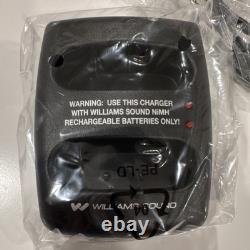 WARNING: USE THIS CHARGER
WITH WILLIAMS SOUND NiMH
RECHARGEABLE BATTERIES ONLY!
WILLIAMS SOUND